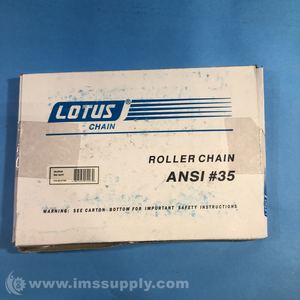 LOTUS®
CHAIN
ROLLER CHAIN
ANSI #35
WARNING: SEE CARTON BOTTOM FOR IMPORTANT SAFETY INSTRUCTIONS
© www.imssupply.com